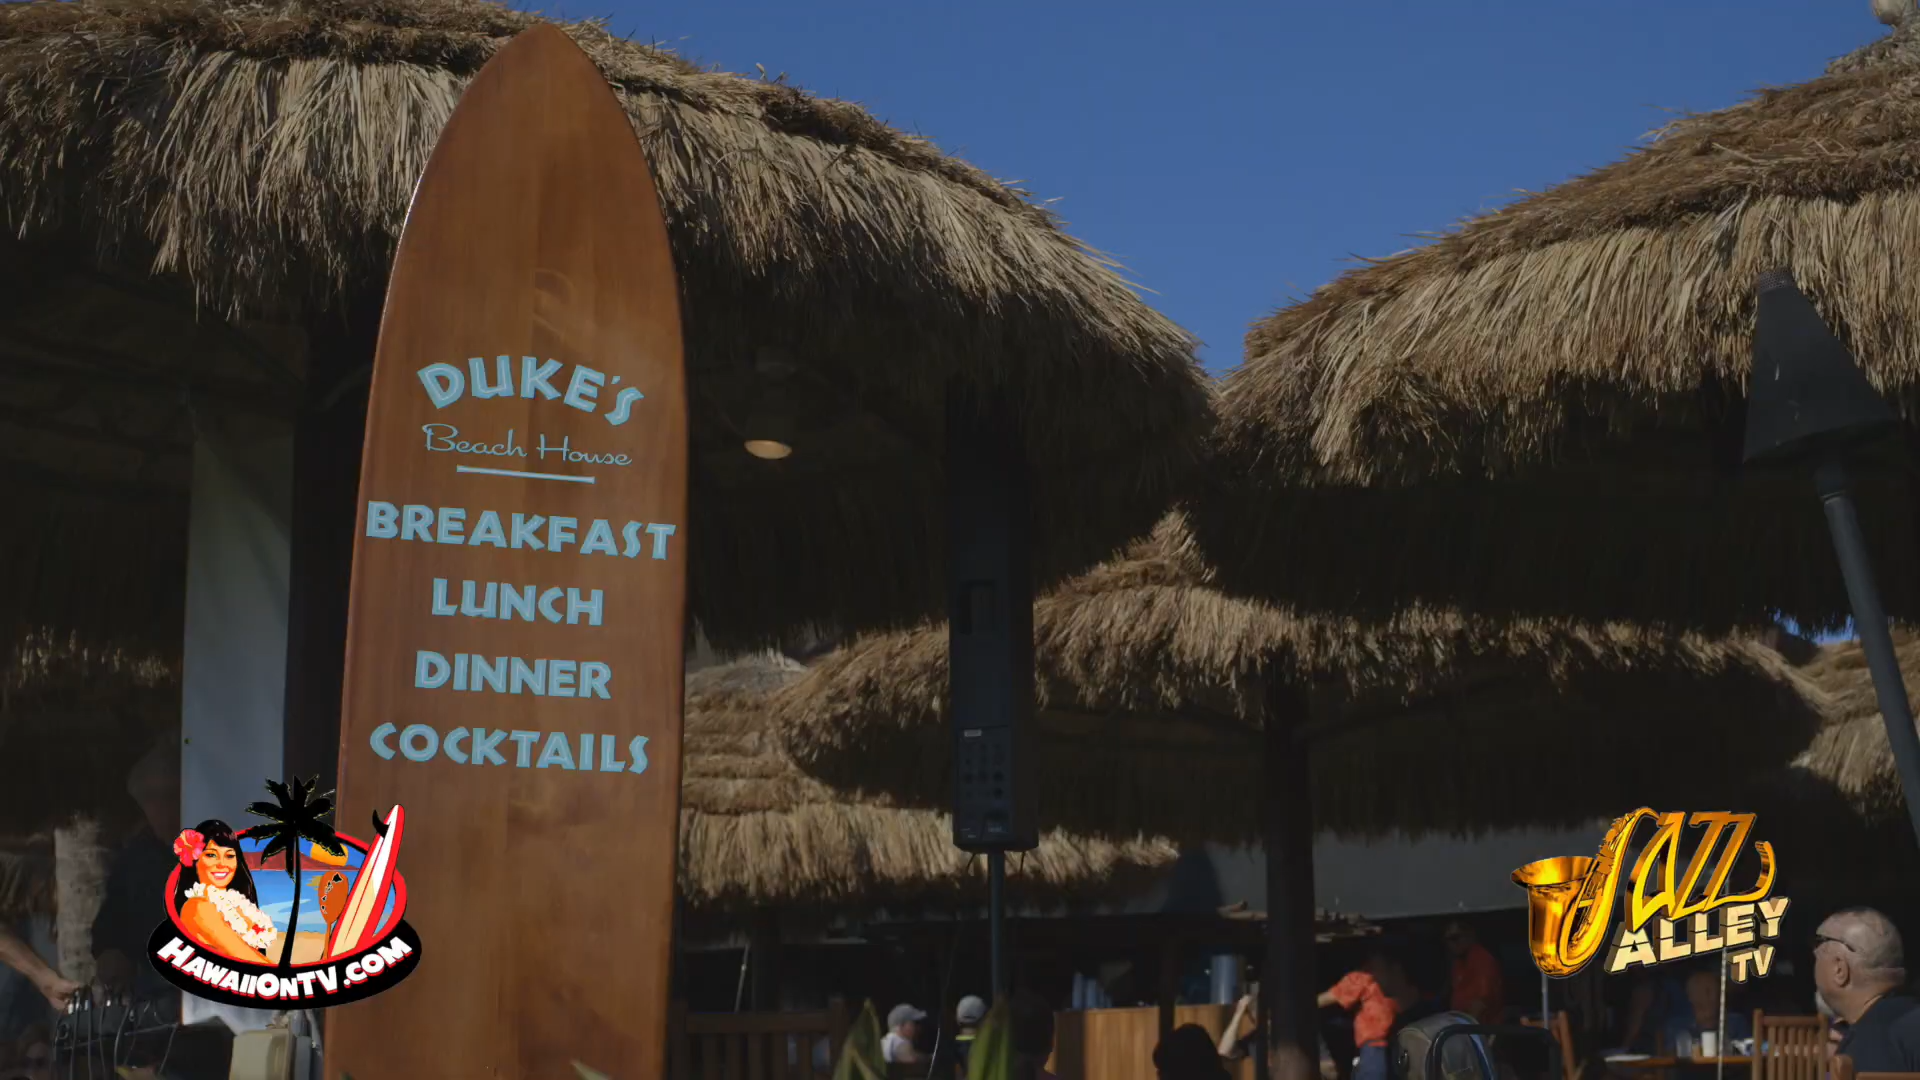 DUKE'S
Beach House
BREAKFAST
LUNCH
DINNER
COCKTAILS
HAWAIIONTV.COM
JAZZ
ALLEY
TV